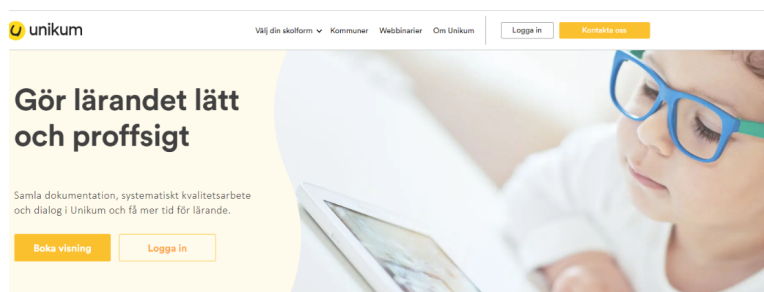 unikum
Välj din skolform Kommuner Webbinarier Om Unikum Logga in Kontakta oss
Gör lärandet lätt
och proffsigt
Samla dokumentation, systematiskt kvalitetsarbete
och dialog i Unikum och få mer tid för lärande.
Boka visning Logga in